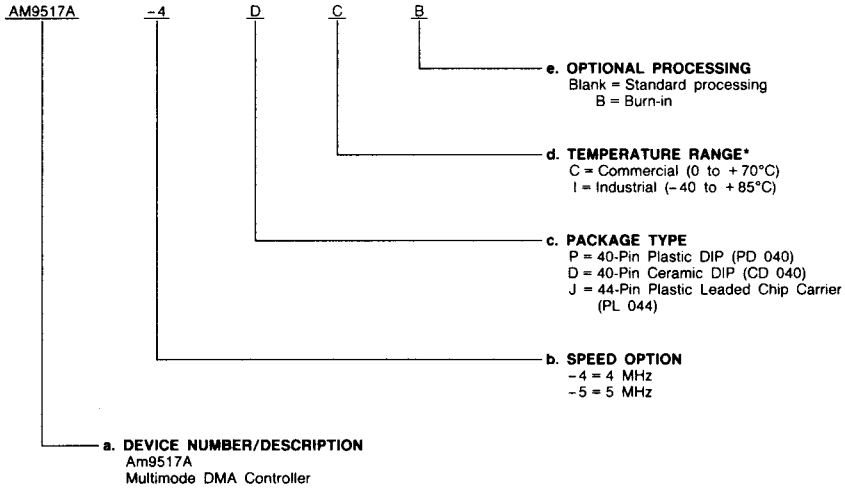 AM9517A -4 D C B
e. OPTIONAL PROCESSING
Blank = Standard processing
B = Burn-in
d. TEMPERATURE RANGE*
C = Commercial (0 to +70°C)
I = Industrial (-40 to +85°C)
c. PACKAGE TYPE
P = 40-Pin Plastic DIP (PD 040)
D = 40-Pin Ceramic DIP (CD 040)
J = 44-Pin Plastic Leaded Chip Carrier
(PL 044)
b. SPEED OPTION
-4 = 4 MHz
-5 = 5 MHz
a. DEVICE NUMBER/DESCRIPTION
Am9517A
Multimode DMA Controller